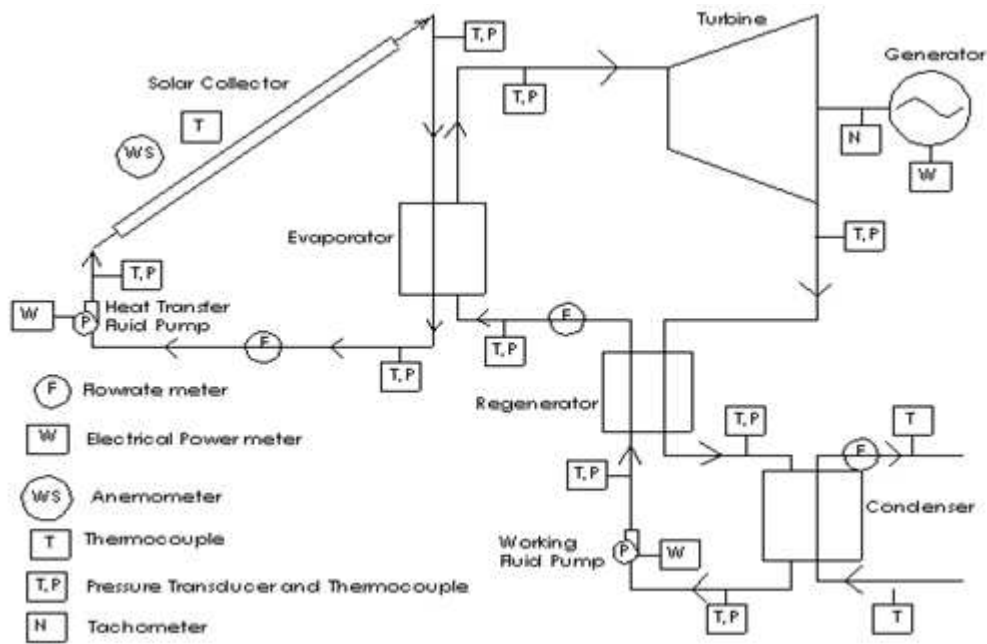 Turbine
T, P
Generator
Solar Collector
T
T, P
WS
N
W
Evaporator
T, P
T, P
Heat Transfer
Fluid Pump
W
P
F
T, P
F
T, P
Regenerator
T, P
T
F
T, P
Condenser
Working
Fluid Pump
P
W
T, P
T
F Flowrate meter
W Electrical Power meter
WS Anemometer
T Thermocouple
T, P Pressure Transducer and Thermocouple
N Tachometer